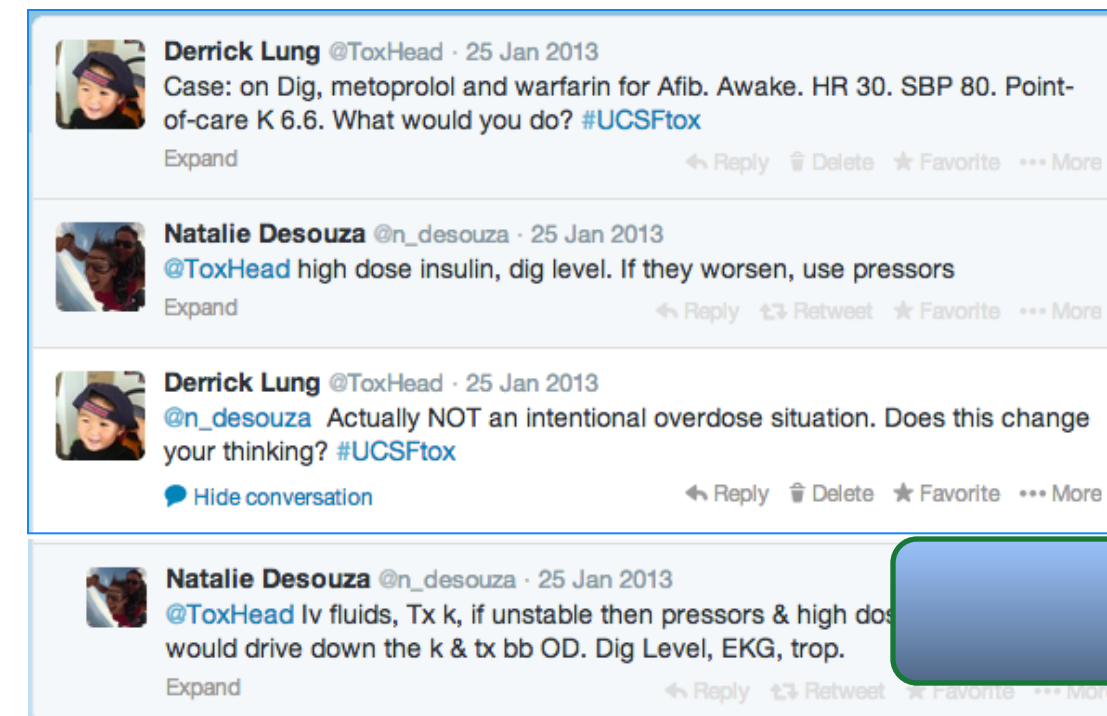 Derrick Lung @ToxHead · 25 Jan 2013
Case: on Dig, metoprolol and warfarin for Afib. Awake. HR 30. SBP 80. Point-
of-care K 6.6. What would you do? #UCSFtox
Expand Reply Delete Favorite More
Natalie Desouza @n_desouza · 25 Jan 2013
@ToxHead high dose insulin, dig level. If they worsen, use pressors
Expand Reply Retweet Favorite More
Derrick Lung @ToxHead · 25 Jan 2013
@n_desouza Actually NOT an intentional overdose situation. Does this change
your thinking? #UCSFtox
Hide conversation Reply Delete Favorite More
Natalie Desouza @n_desouza · 25 Jan 2013
@ToxHead Iv fluids, Tx k, if unstable then pressors & high
would drive down the k & tx bb OD. Dig Level, EKG, trop.
Expand Reply Retweet Favorite